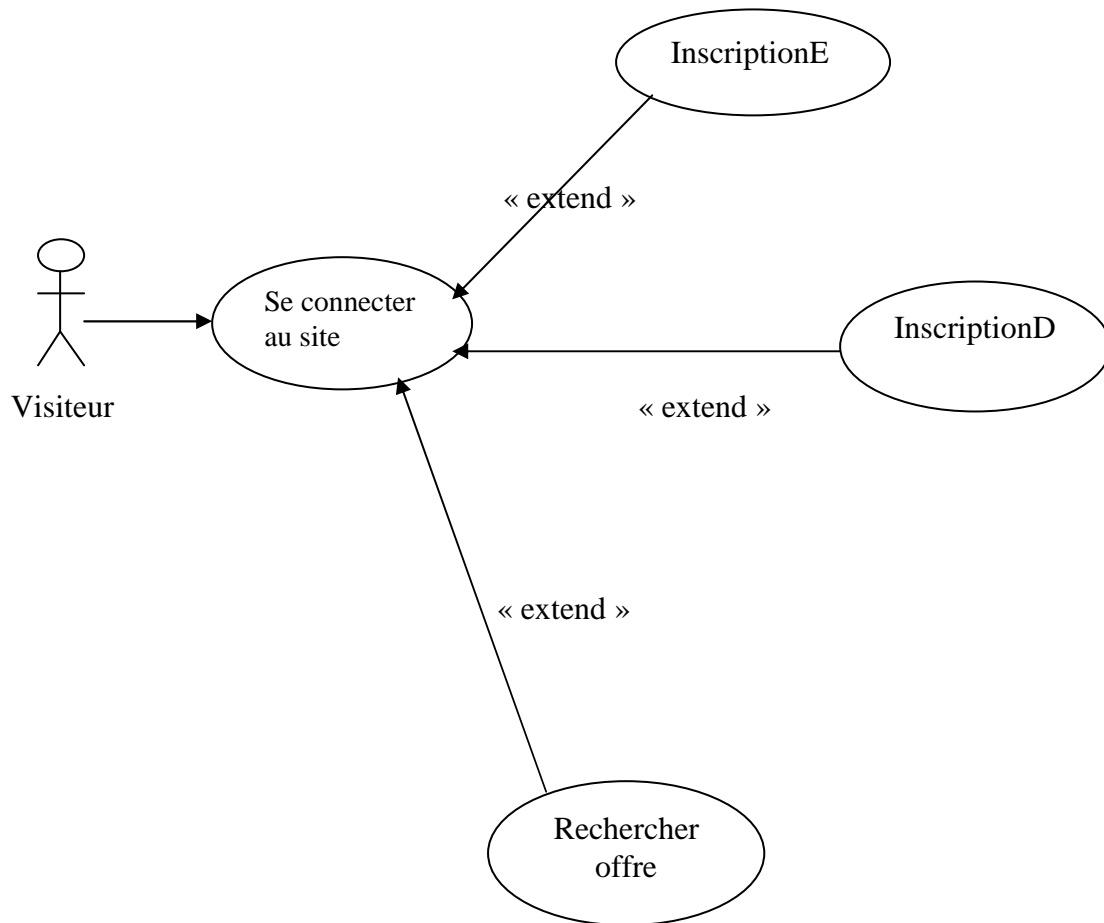 InscriptionE
« extend »
Se connecter
au site
InscriptionD
Visiteur
« extend »
« extend »
Rechercher
offre